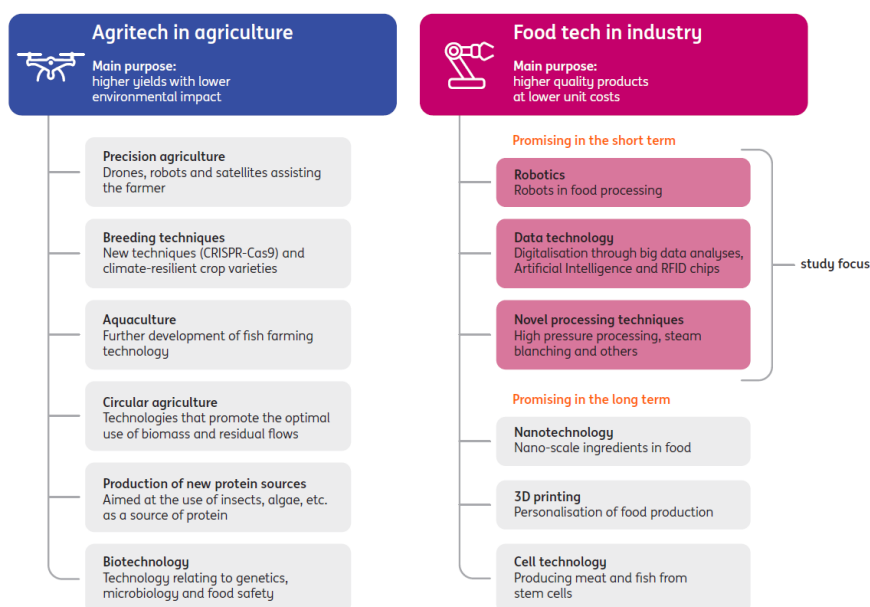 Agritech in agriculture
Main purpose:
higher yields with lower
environmental impact
Precision agriculture
Drones, robots and satellites assisting
the farmer
Breeding techniques
New techniques (CRISPR-Cas9) and
climate-resilient crop varieties
Aquaculture
Further development of fish farming
technology
Circular agriculture
Technologies that promote the optimal
use of biomass and residual flows
Production of new protein sources
Aimed at the use of insects, algae, etc.
as a source of protein
Biotechnology
Technology relating to genetics,
microbiology and food safety
Food tech in industry
Main purpose:
higher quality products
at lower unit costs
Promising in the short term
Robotics
Robots in food processing
Data technology
Digitalisation through big data analyses,
Artificial Intelligence and RFID chips
Novel processing techniques
High pressure processing, steam
blanching and others
study focus
Promising in the long term
Nanotechnology
Nano-scale ingredients in food
3D printing
Personalisation of food production
Cell technology
Producing meat and fish from
stem cells